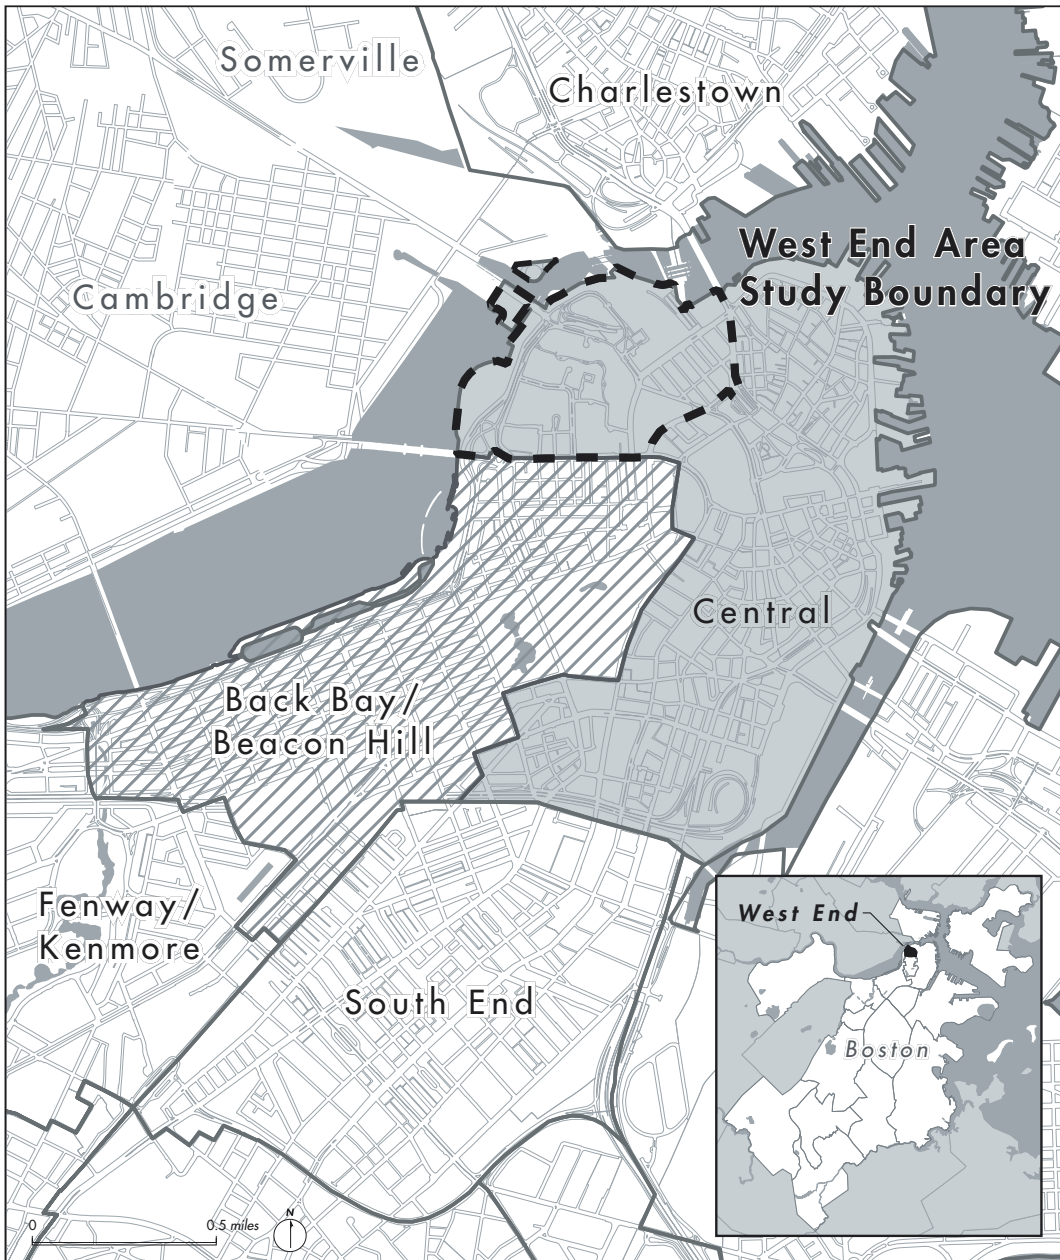 Somerville
Charlestown
West End Area
Study Boundary
Cambridge
Central
Back Bay/
Beacon Hill
Fenway/
Kenmore
South End
West End
Boston
0
0.5 miles
N